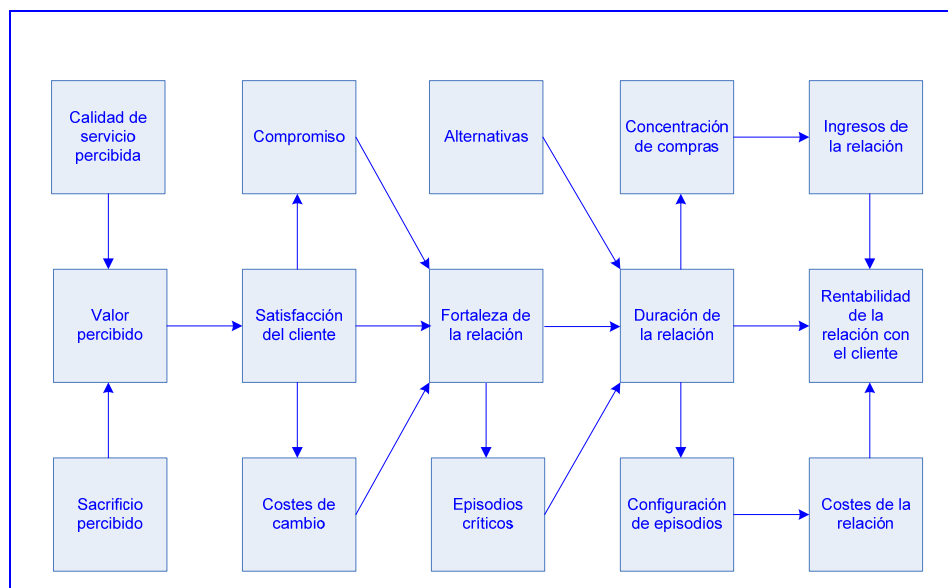 Calidad de
servicio
percibida
Compromiso
Alternativas
Concentración
de compras
Ingresos de
la relación
Valor
percibido
Satisfacción
del cliente
Fortaleza de
la relación
Duración de
la relación
Rentabilidad
de la
relación con
el cliente
Sacrificio
percibido
Costes de
cambio
Episodios
críticos
Configuración
de episodios
Costes de la
relación